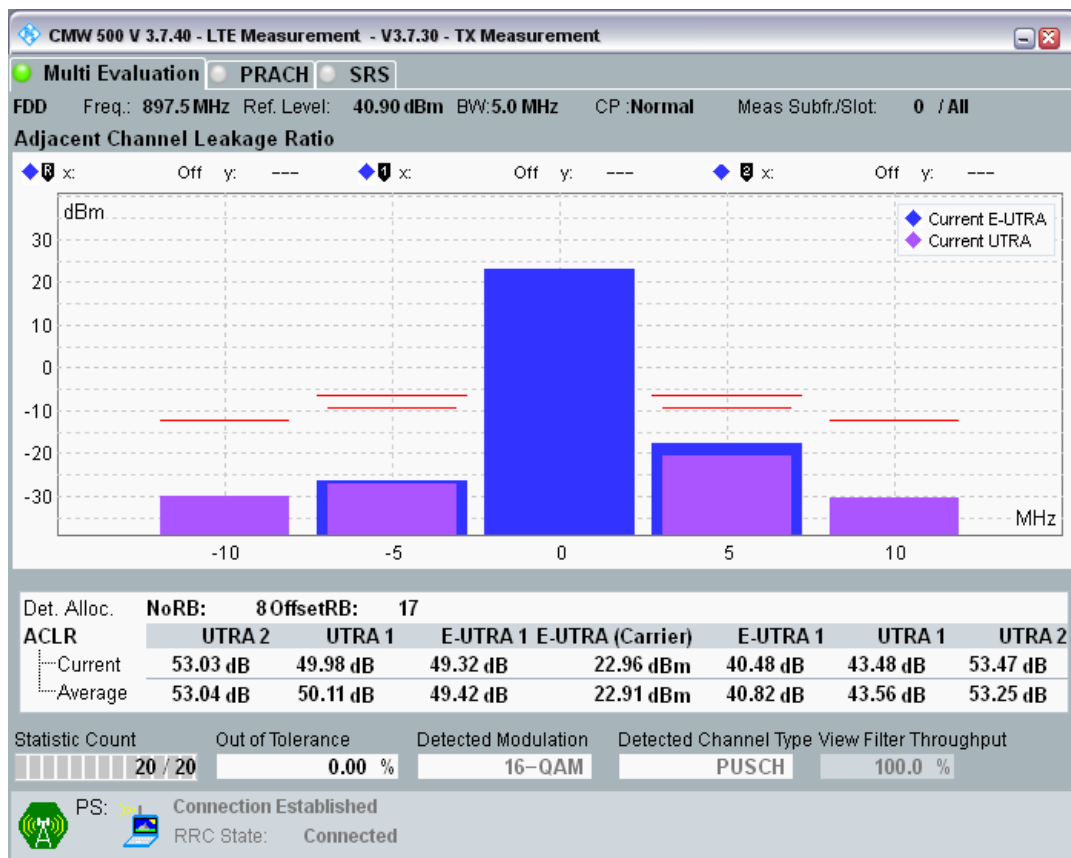 CMW 500 V 3.7.40 - LTE Measurement - V3.7.30 - TX Measurement
Multi Evaluation PRACH SRS
FDD Freq.: 897.5 MHz Ref. Level: 40.90 dBm BW:5.0 MHz CP :Normal Meas Subfr./Slot: 0 / All
Adjacent Channel Leakage Ratio
R x: Off y: --- 1 x: Off y: --- 2 x: Off y: ---
dBm
Current E-UTRA
Current UTRA
30
20
10
0
-10
-20
-30
MHz
-10 -5 0 5 10
Det. Alloc. NoRB: 8 OffsetRB: 17
ACLR UTRA 2 UTRA 1 E-UTRA 1 E-UTRA (Carrier) E-UTRA 1 UTRA 1 UTRA 2
Current 53.03 dB 49.98 dB 49.32 dB 22.96 dBm 40.48 dB 43.48 dB 53.47 dB
Average 53.04 dB 50.11 dB 49.42 dB 22.91 dBm 40.82 dB 43.56 dB 53.25 dB
Statistic Count Out of Tolerance Detected Modulation Detected Channel Type View Filter Throughput
20 / 20 0.00 % 16-QAM PUSCH 100.0 %
PS: Connection Established
RRC State: Connected